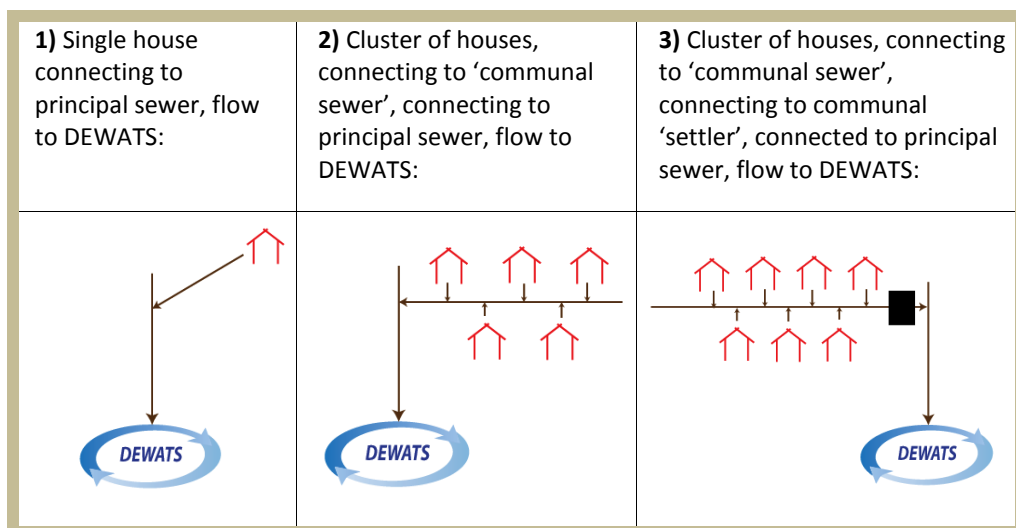 1) Single house
connecting to
principal sewer, flow
to DEWATS:
2) Cluster of houses,
connecting to ‘communal
sewer’, connecting to
principal sewer, flow to
DEWATS:
3) Cluster of houses, connecting
to ‘communal sewer’,
connecting to communal
‘settler’, connected to principal
sewer, flow to DEWATS:
DEWATS
DEWATS
DEWATS